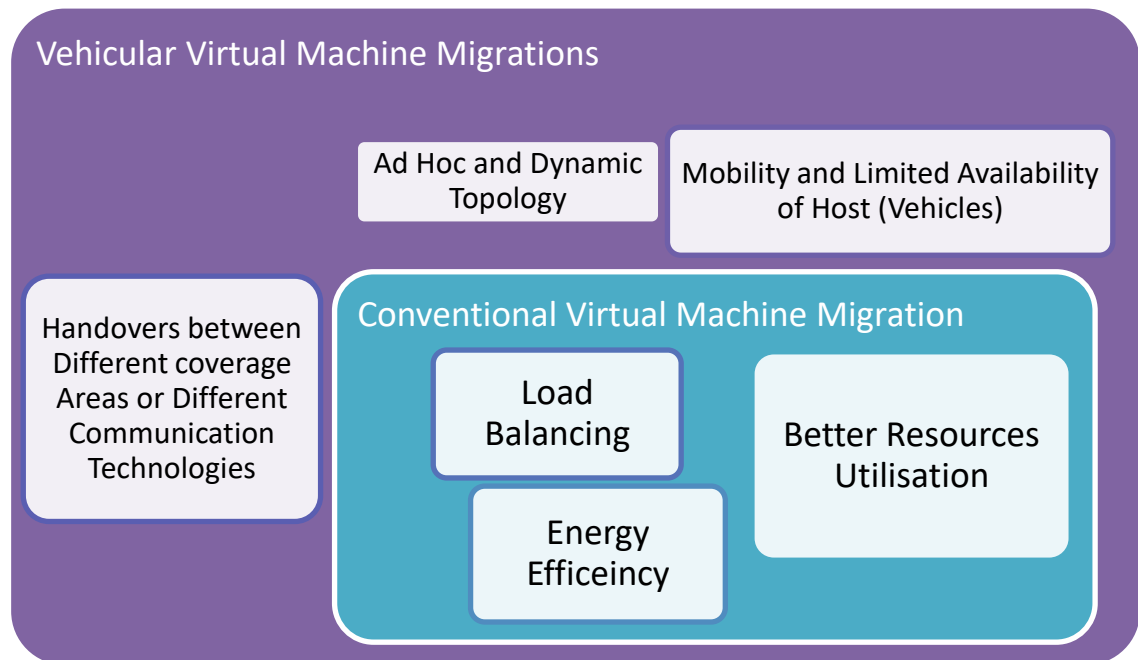 Vehicular Virtual Machine Migrations
Ad Hoc and Dynamic
Topology
Mobility and Limited Availability
of Host (Vehicles)
Handovers between
Different coverage
Areas or Different
Communication
Technologies
Conventional Virtual Machine Migration
Load
Balancing
Better Resources
Utilisation
Energy
Efficeincy